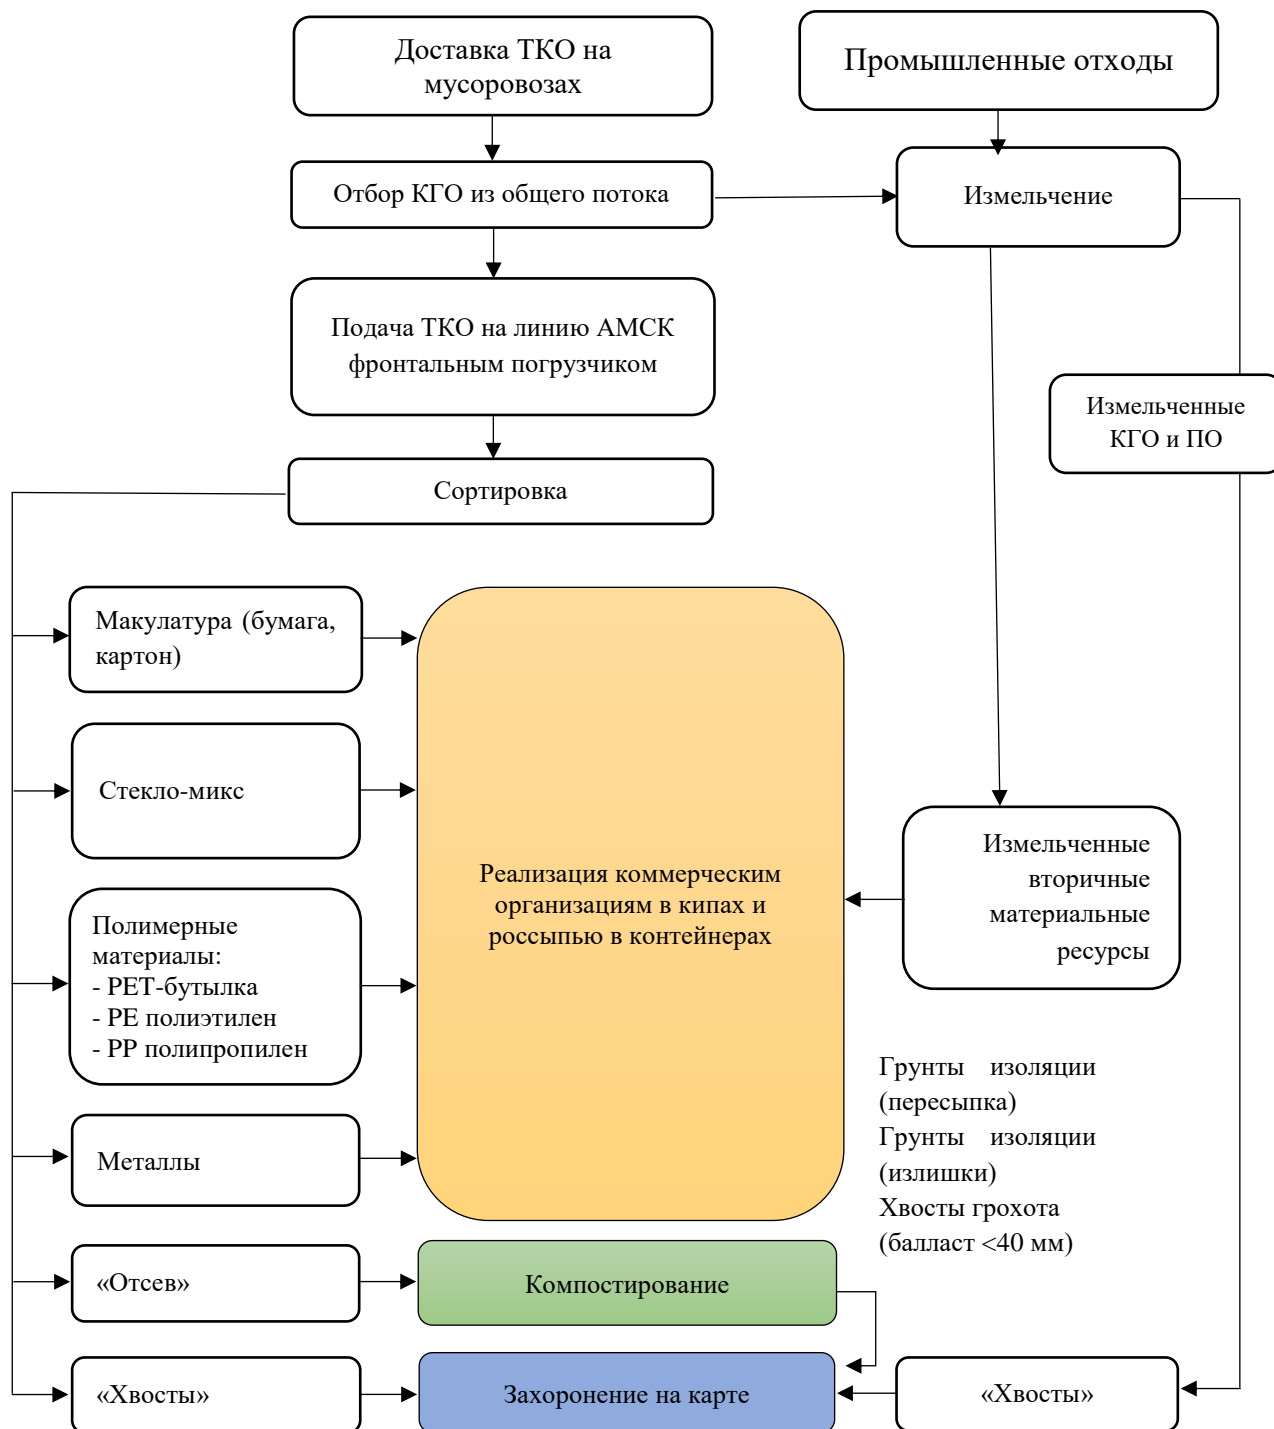 Доставка ТКО на
мусоровозах
Промышленные отходы
Отбор КГО из общего потока
Измельчение
Подача ТКО на линию АМСК
фронтальным погрузчиком
Измельченные
КГО и ПО
Сортировка
Макулатура (бумага,
картон)
Стекло-микс
Полимерные
материалы:
- PET-бутылка
- PE полиэтилен
- PP полипропилен
Металлы
Реализация коммерческим
организациям в кипах и
россыпью в контейнерах
Измельченные
вторичные
материальные
ресурсы
Грунты изоляции
(пересыпка)
Грунты изоляции
(излишки)
Хвосты грохота
(балласт <40 мм)
«Отсев»
Компостирование
«Хвосты»
Захоронение на карте
«Хвосты»